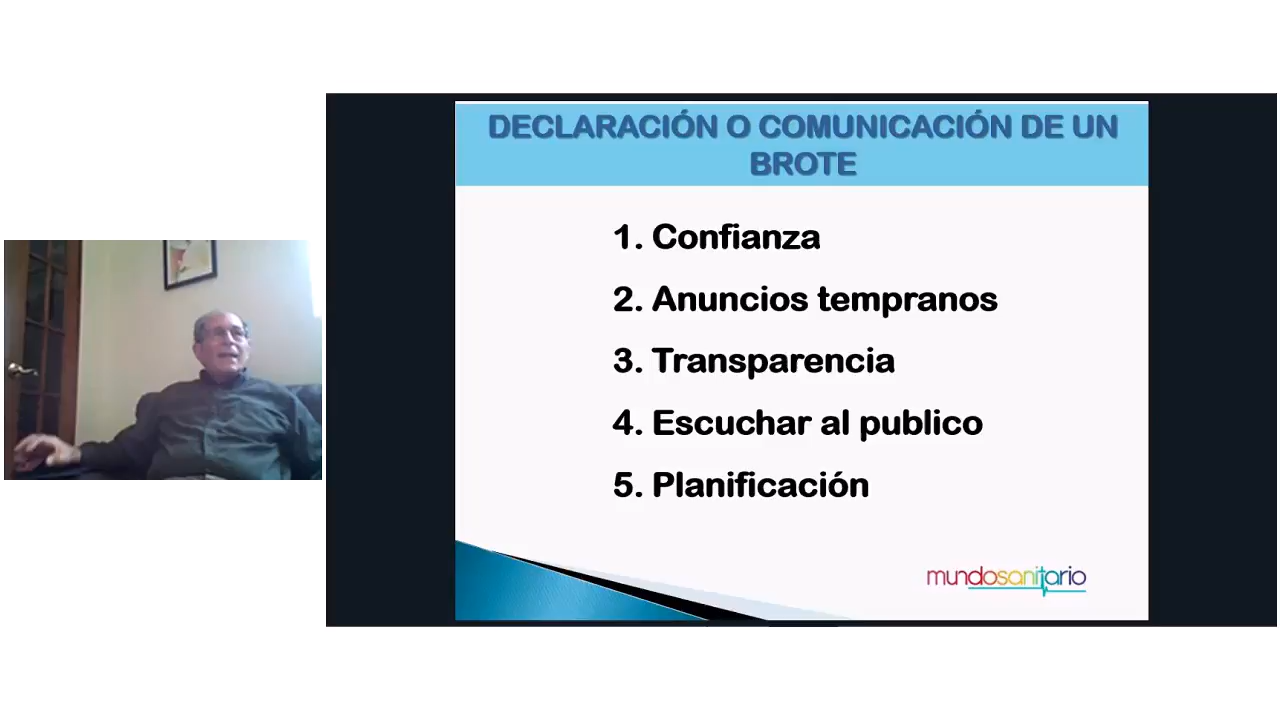 DECLARACIÓN O COMUNICACIÓN DE UN
BROTE
1. Confianza
2. Anuncios tempranos
3. Transparencia
4. Escuchar al publico
5. Planificación
mundosanitario